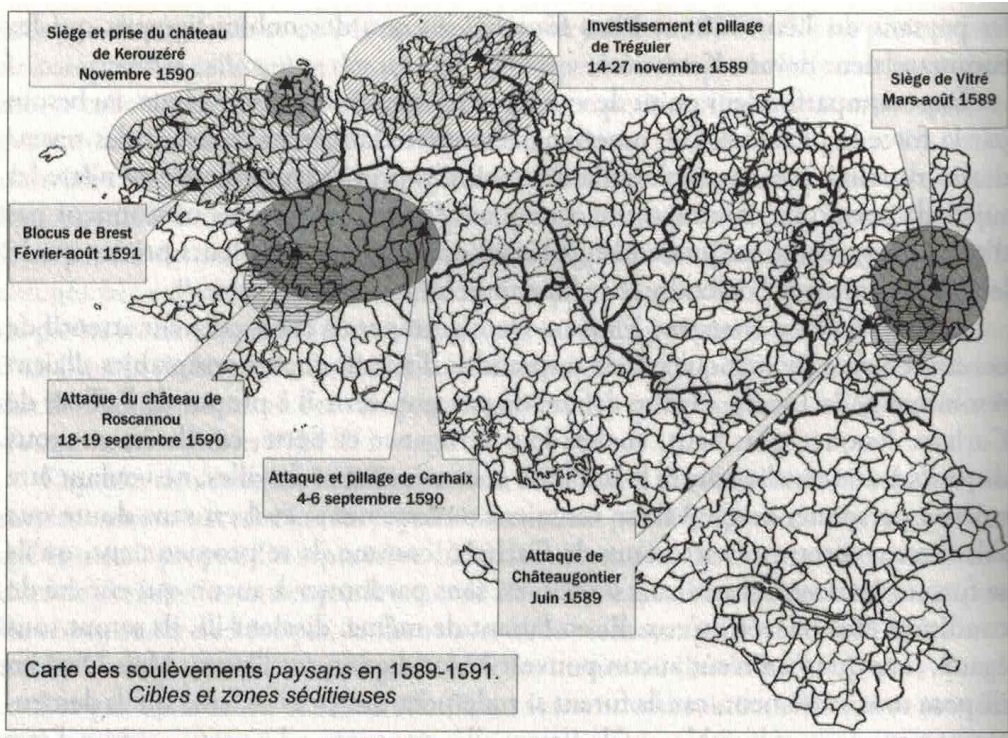 Siège et prise du château
de Kerouzéré
Novembre 1590
Investissement et pillage
de Tréguier
14-27 novembre 1589
Siège de Vitré
Mars-août 1589
Blocus de Brest
Février-août 1591
Attaque du château de
Roscannou
18-19 septembre 1590
Attaque et pillage de Carhaix
4-6 septembre 1590
Attaque de
Châteaugontier
Juin 1589
Carte des soulèvements paysans en 1589-1591.
Cibles et zones séditieuses